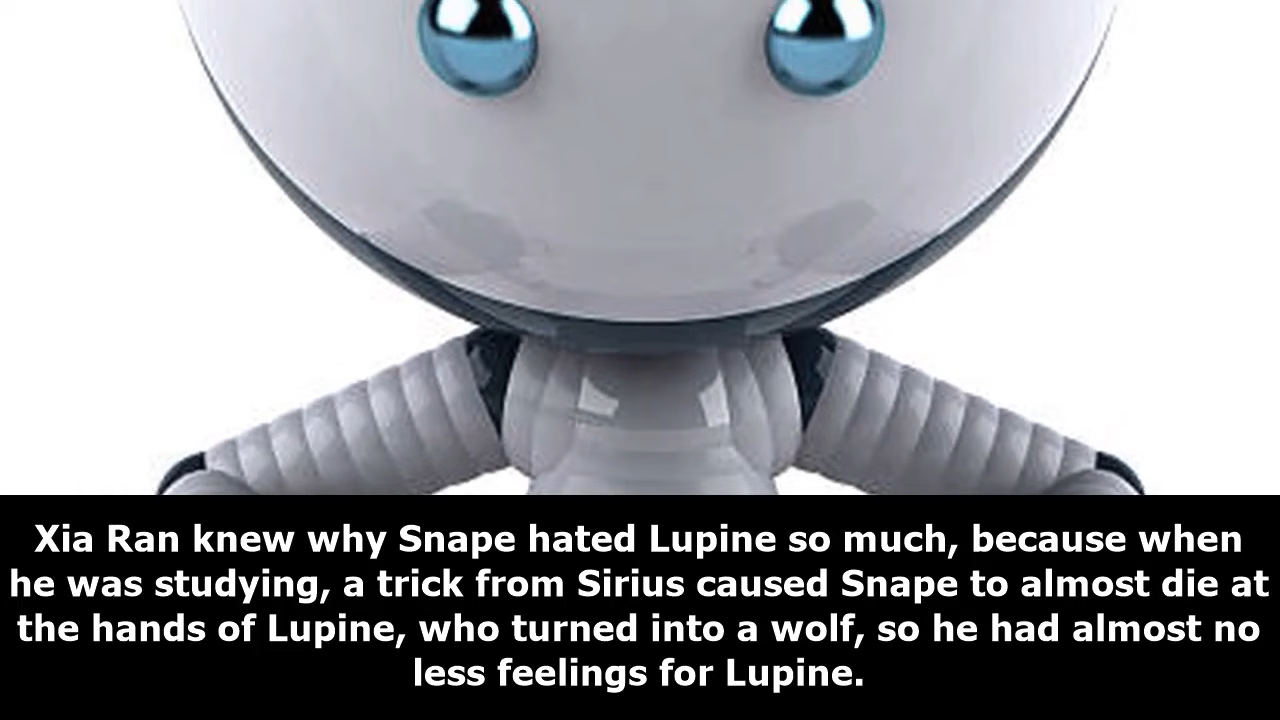 Xia Ran knew why Snape hated Lupine so much, because when
he was studying, a trick from Sirius caused Snape to almost die at
the hands of Lupine, who turned into a wolf, so he had almost no
less feelings for Lupine.